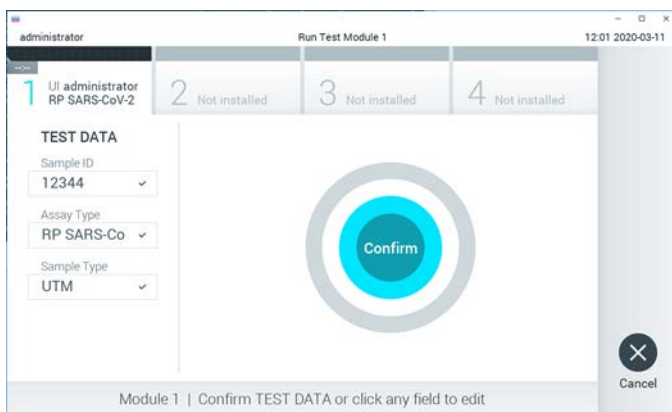 administrator Run Test Module 1 12:01 2020-03-11
--:--
1 UI administrator
RP SARS-CoV-2
2 Not installed
3 Not installed
4 Not installed
TEST DATA
Sample ID
12344
Assay Type
RP SARS-Co
Sample Type
UTM
Confirm
Cancel
Module 1 | Confirm TEST DATA or click any field to edit